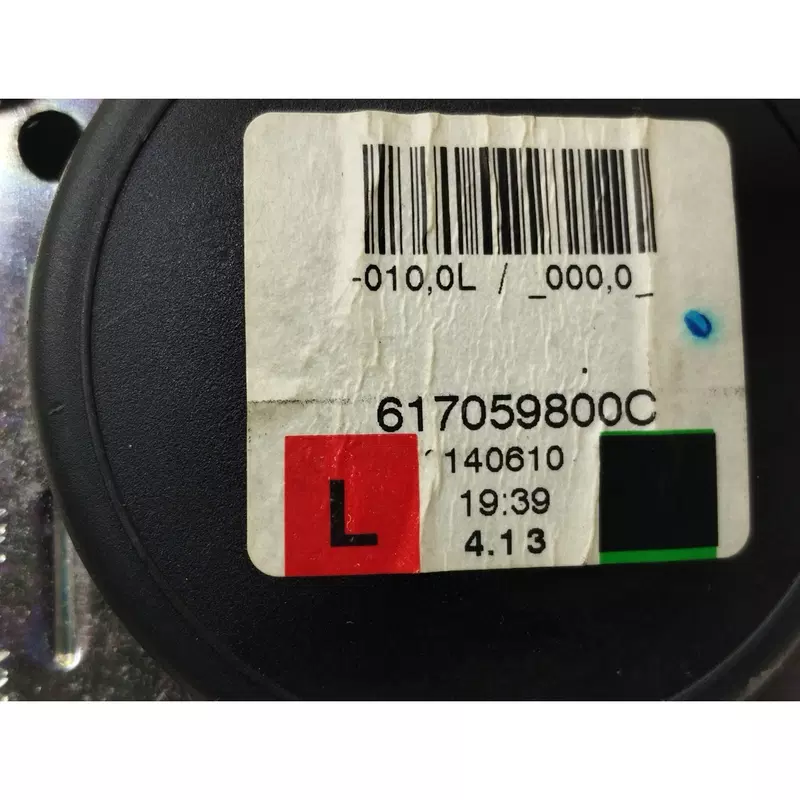 -010,0L / _000,0_
617059800C
140610
19:39
L
4.13